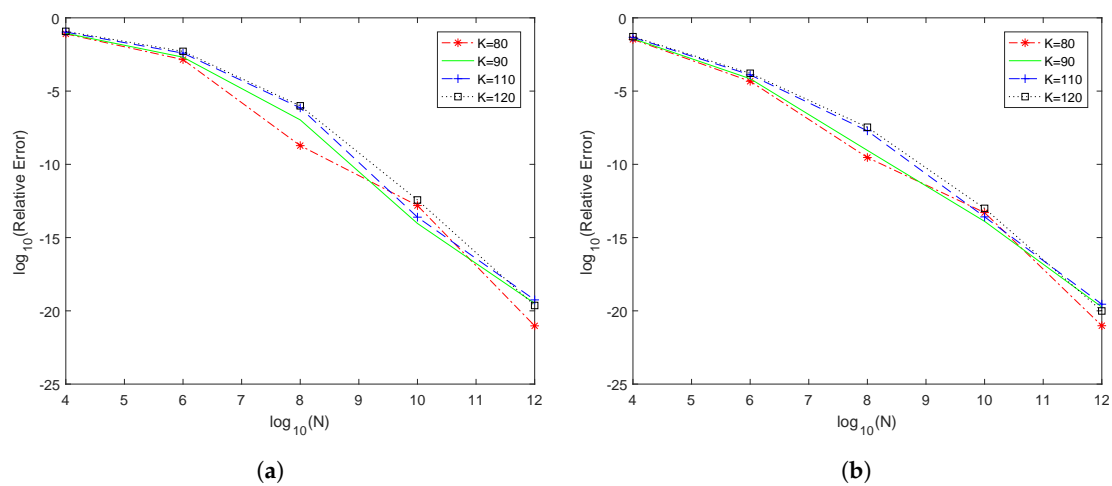 0
-5
-10
-15
-20
-25
log10(Relative Error)
4 5 6 7 8 9 10 11 12
log10(N)
K=80
K=90
K=110
K=120
(a)
0
-5
-10
-15
-20
-25
log10(Relative Error)
4 5 6 7 8 9 10 11 12
log10(N)
K=80
K=90
K=110
K=120
(b)